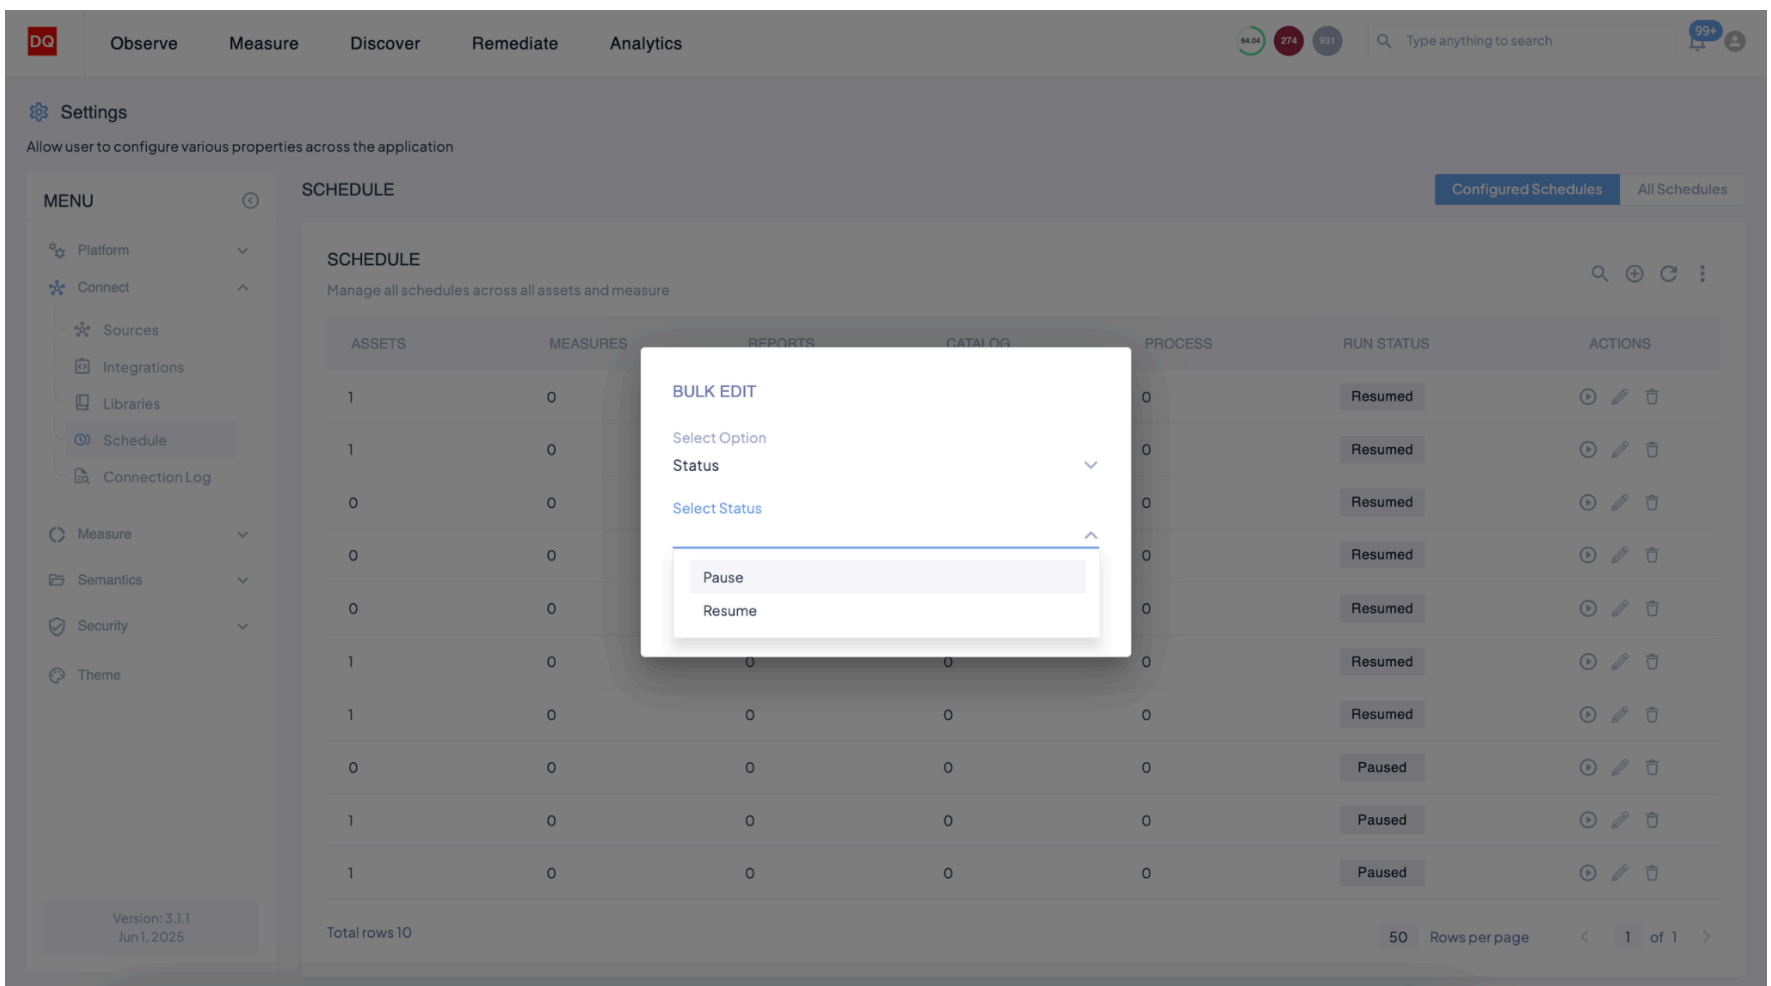 DQ Observe Measure Discover Remediate Analytics 64.04 274 931 Type anything to search 99+
Settings
Allow user to configure various properties across the application
MENU
Platform
Connect
Sources
Integrations
Libraries
Schedule
Connection Log
Measure
Semantics
Security
Theme
Version: 3.1.1
Jun 1, 2025
SCHEDULE Configured Schedules All Schedules
SCHEDULE
Manage all schedules across all assets and measure
ASSETS MEASURES REPORTS CATALOG PROCESS RUN STATUS ACTIONS
1 0 0 Resumed
1 0 0 Resumed
0 0 0 Resumed
0 0 0 Resumed
0 0 0 Resumed
1 0 0 0 0 Resumed
1 0 0 0 0 Resumed
0 0 0 0 0 Paused
1 0 0 0 0 Paused
1 0 0 0 0 Paused
Total rows 10 50 Rows per page 1 of 1
BULK EDIT
Select Option
Status
Select Status
Pause
Resume